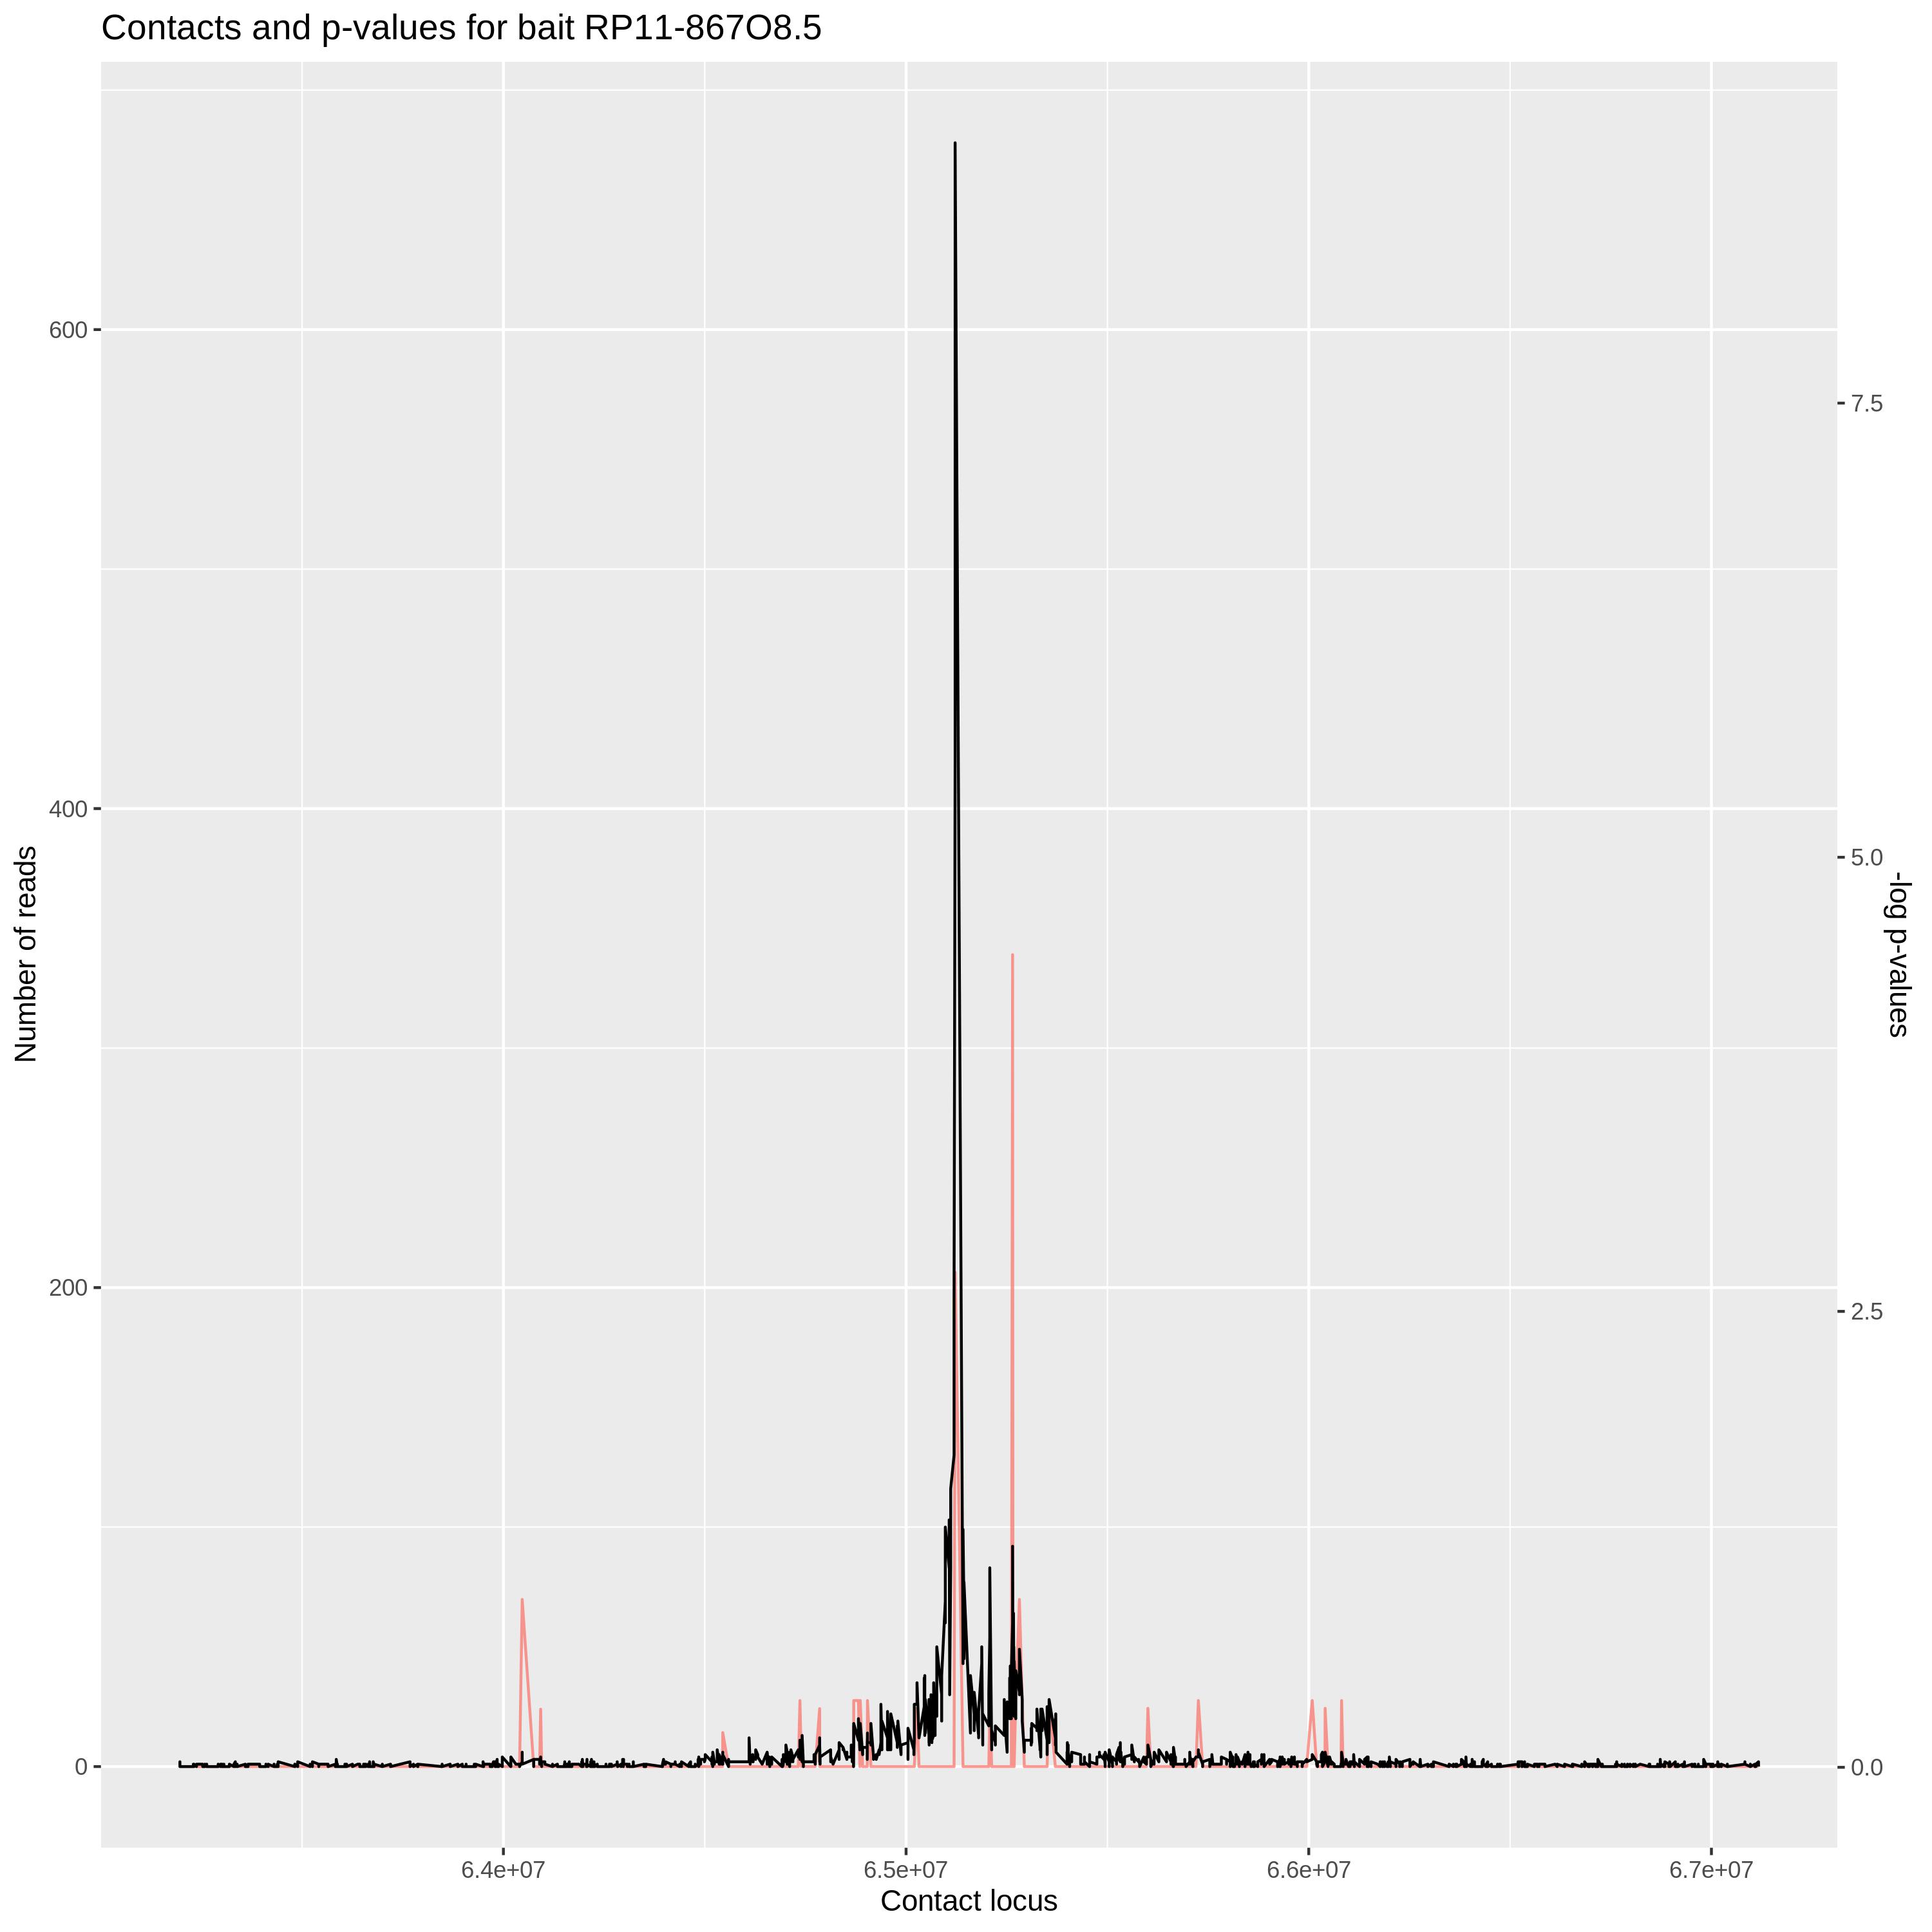 Contacts and p-values for bait RP11-867O8.5
600
400
200
0
Number of reads
7.5
5.0
2.5
0.0
-log p-values
6.4e+07
6.5e+07
6.6e+07
6.7e+07
Contact locus